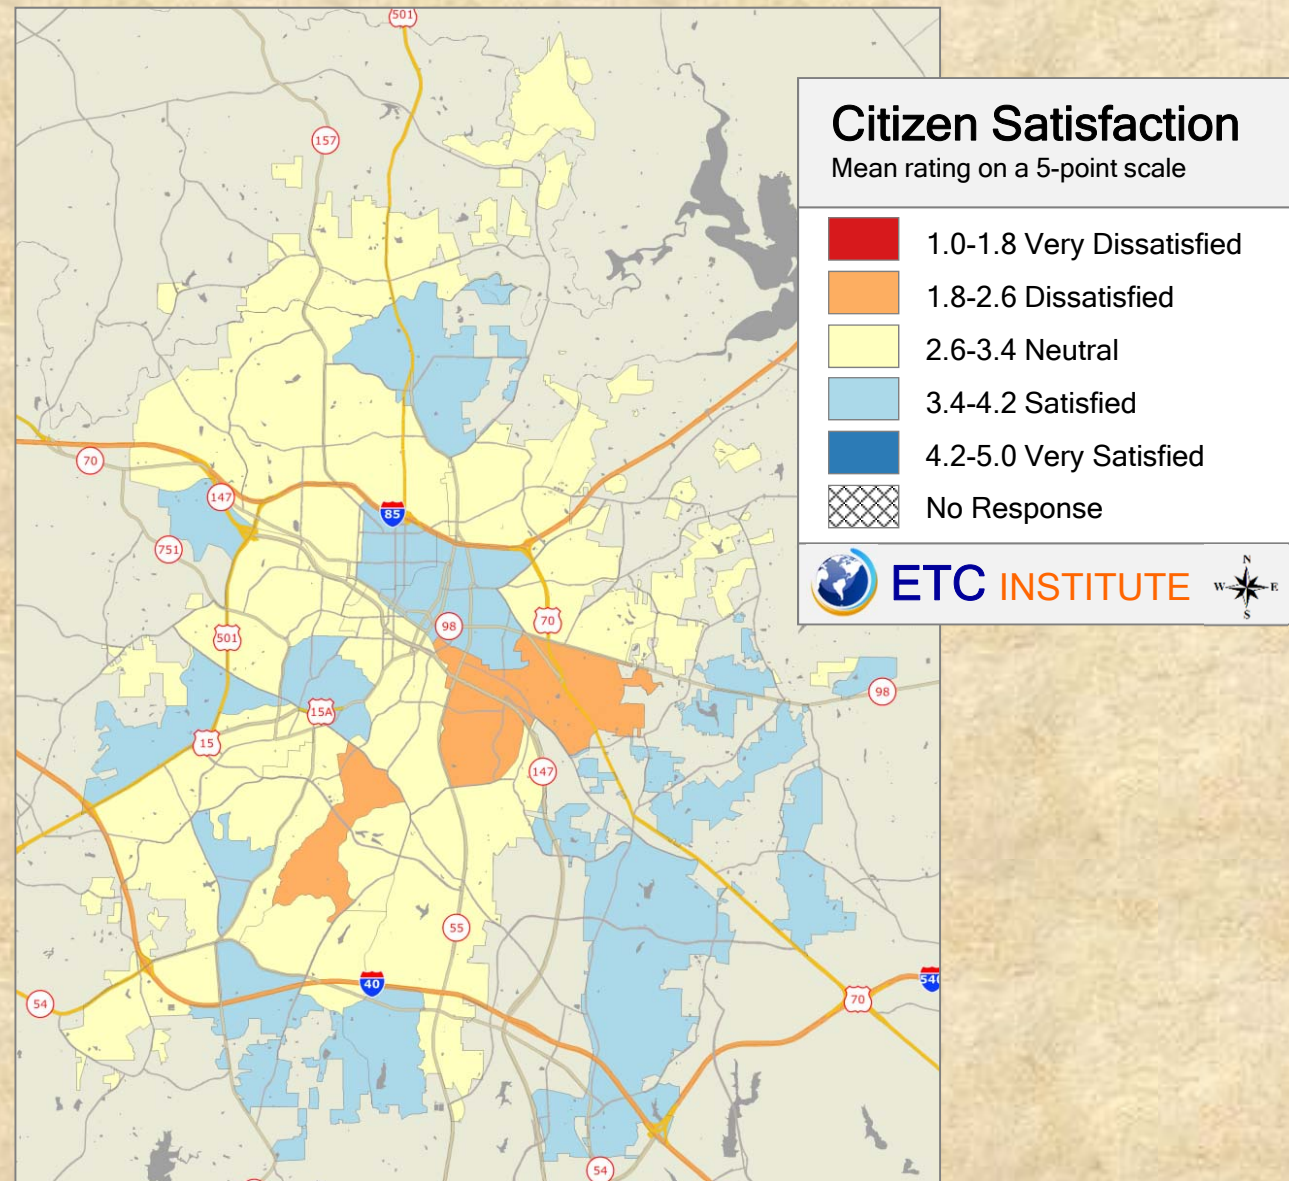 501
157
Citizen Satisfaction
Mean rating on a 5-point scale
1.0-1.8 Very Dissatisfied
1.8-2.6 Dissatisfied
2.6-3.4 Neutral
3.4-4.2 Satisfied
4.2-5.0 Very Satisfied
No Response
ETC INSTITUTE
N
W E
S
70
147
85
751
501
98
70
98
15A
15
147
55
40
540
54
70
54